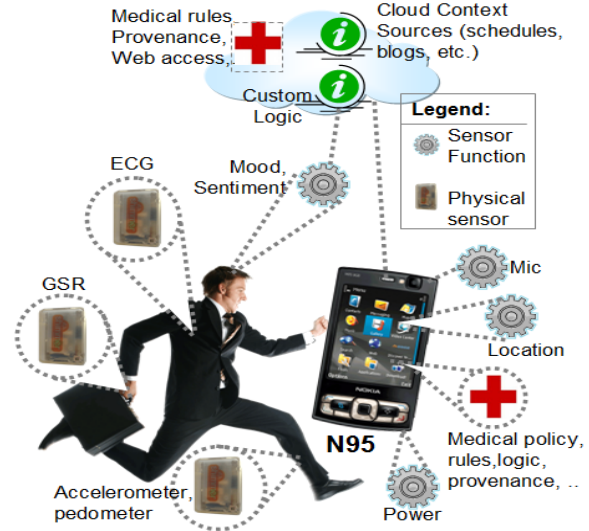 Medical rules
Provenance,
Web access,
Cloud Context
Sources (schedules,
blogs, etc.)
Custom
Logic
Legend:
Sensor
Function
Physical
sensor
ECG
Mood,
Sentiment
GSR
Mic
Location
NOKIA
N95
Medical policy,
rules,logic,
provenance, ..
Accelerometer,
pedometer
Power